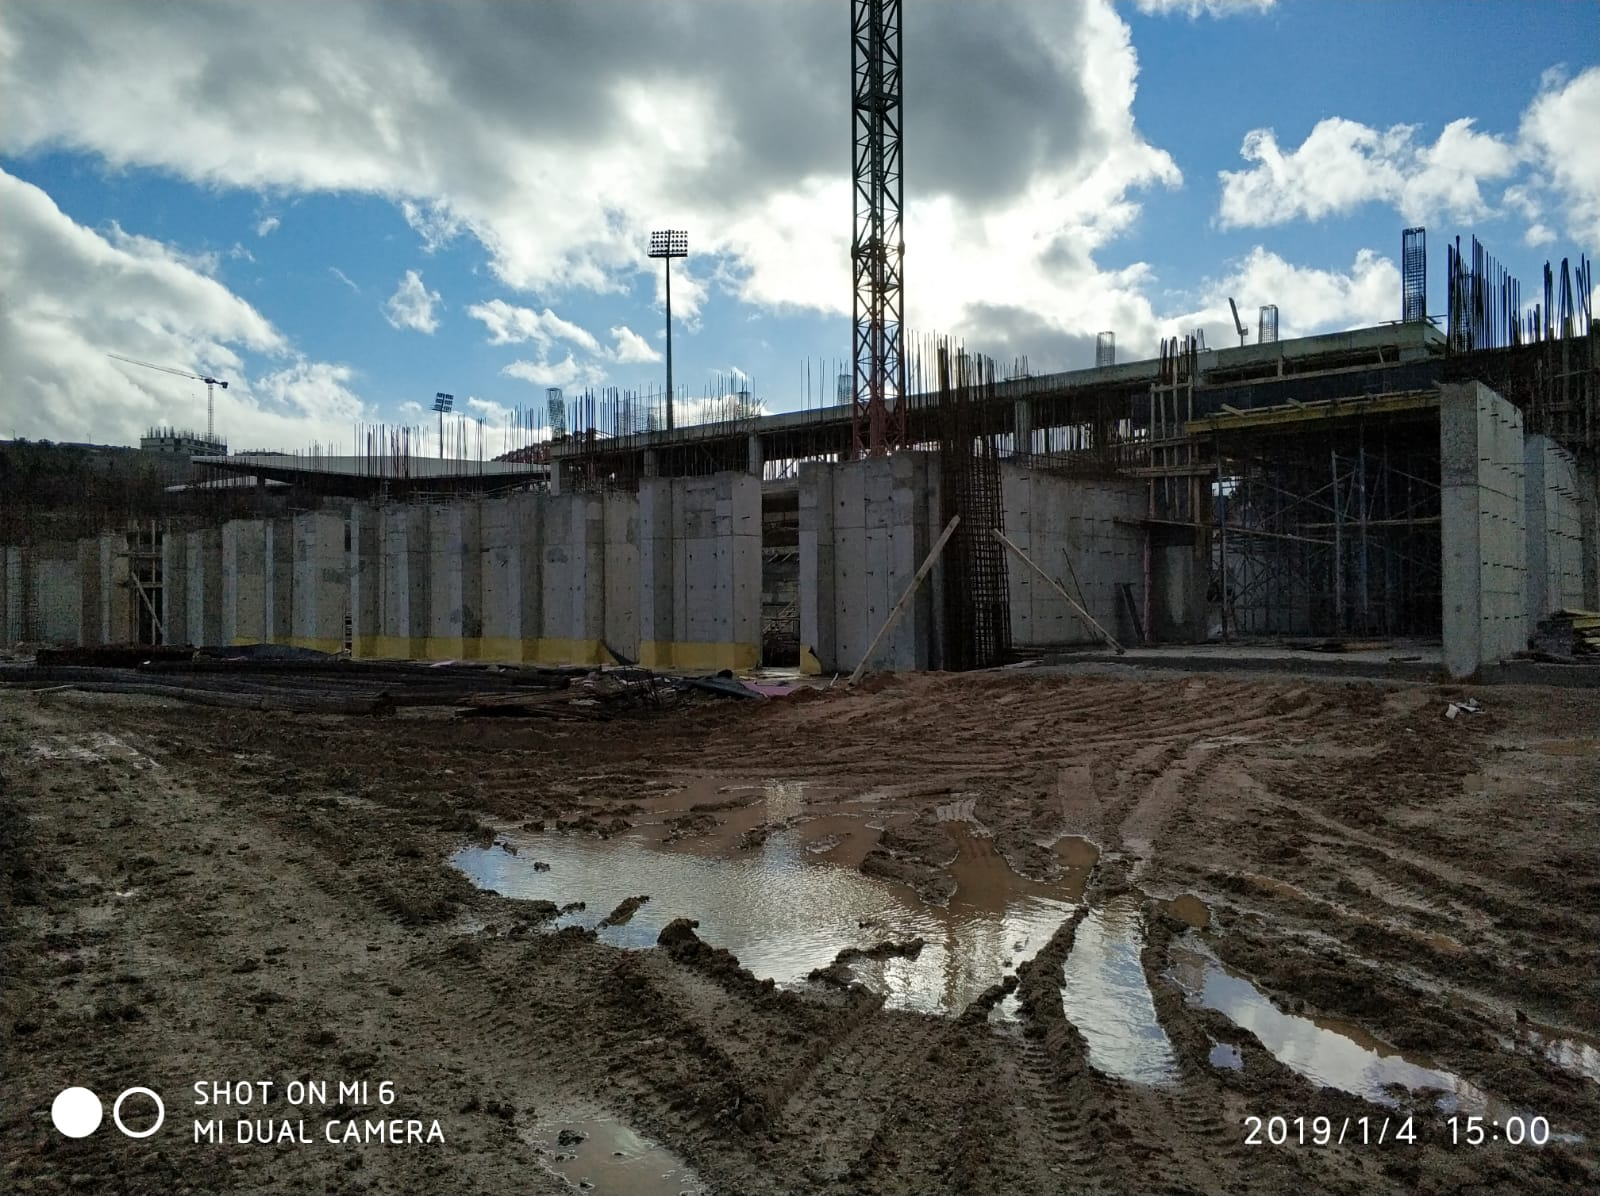 SHOT ON MI 6
MI DUAL CAMERA
2019/1/4 15:00